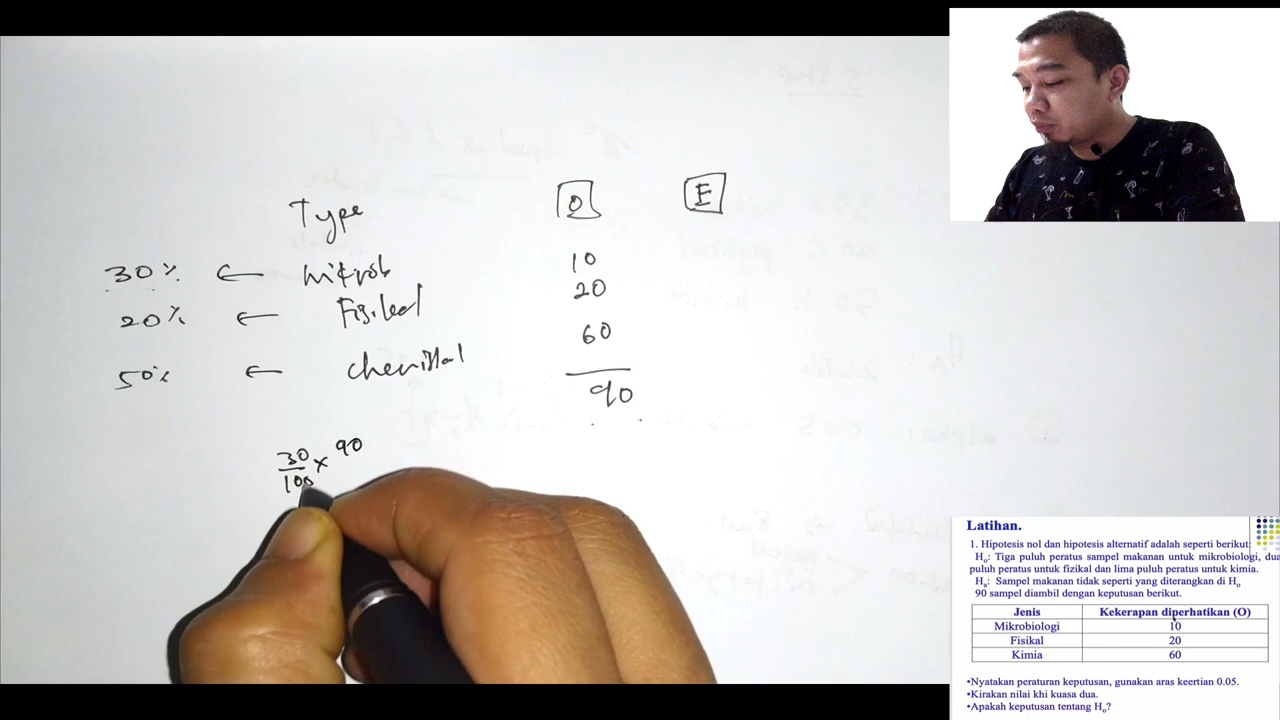 Type O E
30% ← mikrob 10
20% ← Fisikal 20
50% ← chemical 60
90
30/100 × 90
Latihan.
1. Hipotesis nol dan hipotesis alternatif adalah seperti berikut:
Ho: Tiga puluh peratus sampel makanan untuk mikrobiologi, dua
puluh peratus untuk fizikal dan lima puluh peratus untuk kimia.
Ha: Sampel makanan tidak seperti yang diterangkan di Ho
90 sampel diambil dengan keputusan berikut.
Jenis Kekerapan diperhatikan (O)
Mikrobiologi 10
Fisikal 20
Kimia 60
•Nyatakan peraturan keputusan, gunakan aras keertian 0.05.
•Kirakan nilai khi kuasa dua.
•Apakah keputusan tentang Ho?